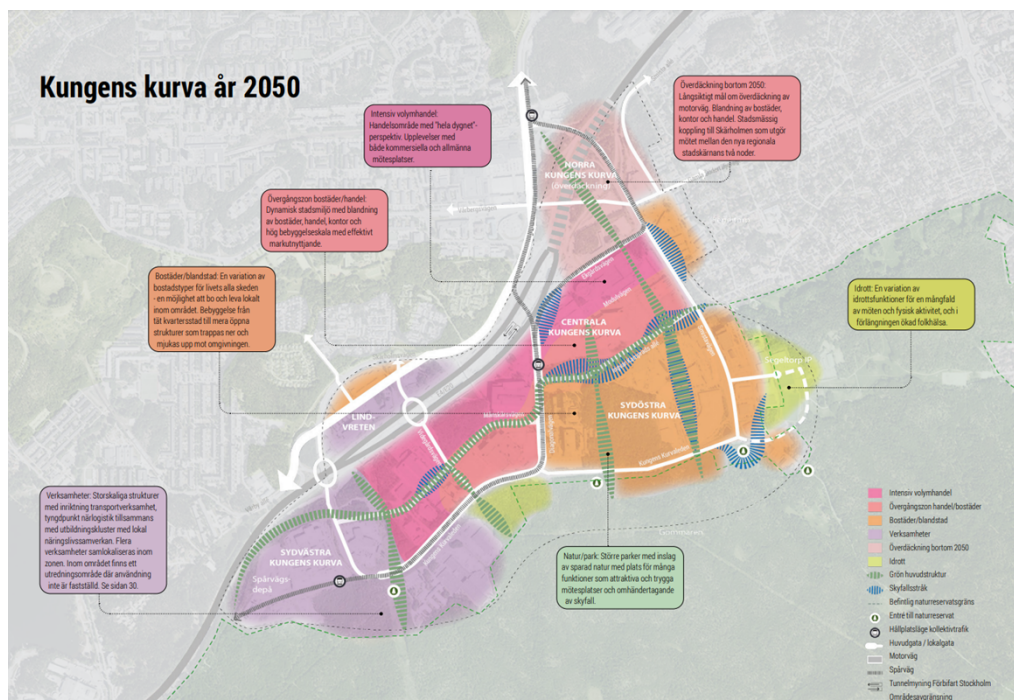 Kungens kurva år 2050
Intensiv volymhandel:
Handelsområde med "hela dygnet"-
perspektiv. Upplevelser med
både kommersiella och allmänna
mötesplatser.
Överdäckning bortom 2050:
Långsiktigt mål om överdäckning av
motorväg. Blandning av bostäder,
kontor och handel. Stadsmässig
koppling till Skärholmen som utgör
mötet mellan den nya regionala
stadskärnans två noder.
Övergångszon bostäder/handel:
Dynamisk stadsmiljö med blandning
av bostäder, handel, kontor och
hög bebyggelseskala med effektivt
markutnyttjande.
Bostäder/blandstad: En variation av
bostadstyper för livets alla skeden
- en möjlighet att bo och leva lokalt
inom området. Bebyggelse från
tät kvartersstad till mera öppna
strukturer som trappas ner och
mjukas upp mot omgivningen.
Idrott: En variation av
idrottsfunktioner för en mångfald
av möten och fysisk aktivitet, och i
förlängningen ökad folkhälsa.
Verksamheter: Storskaliga strukturer
med inriktning transportverksamhet,
tyngdpunkt närlogistik tillsammans
med utbildningskluster med lokal
näringslivssamverkan. Flera
verksamheter samlokaliseras inom
zonen. Inom området finns ett
utredningsområde där användning
inte är fastställd. Se sidan 30.
Natur/park: Större parker med inslag
av sparad natur med plats för många
funktioner som attraktiva och trygga
mötesplatser och omhändertagande
av skyfall.
NORRA
KUNGENS KURVA
(överdäckning)
CENTRALA
KUNGENS KURVA
SYDÖSTRA
KUNGENS KURVA
LIND-
VRETEN
SYDVÄSTRA
KUNGENS KURVA
Spårvägs-
depå
Ekgårdsvägen
Modulvägen
Månskärsvägen
Kungens Kurvaleden
Segeltorps IP
E4/E20
Intensiv volymhandel
Övergångszon handel/bostäder
Bostäder/blandstad
Verksamheter
Överdäckning bortom 2050
Idrott
Grön huvudstruktur
Skyfallsstråk
Befintlig naturreservatsgräns
Entré till naturreservat
Hållplatsläge kollektivtrafik
Huvudgata / lokalgata
Motorväg
Spårväg
Tunnelmyning Förbifart Stockholm
Områdesavgränsning